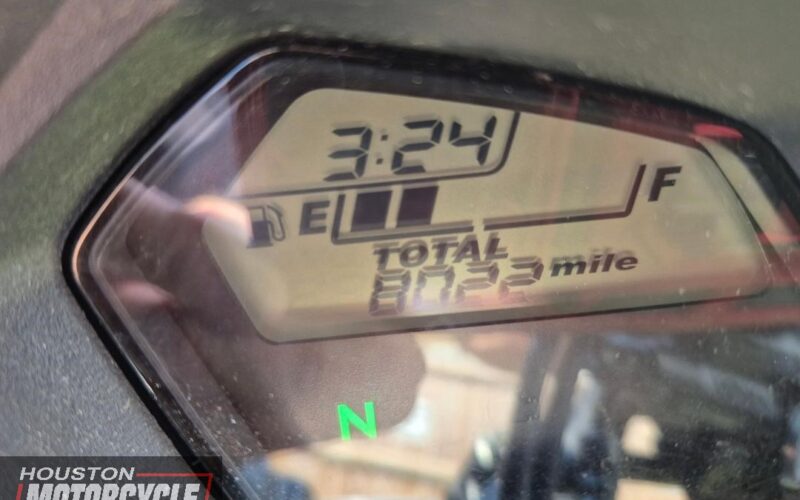 3:24
E F
TOTAL
8022 mile
N
HOUSTON
MOTORCYCLE